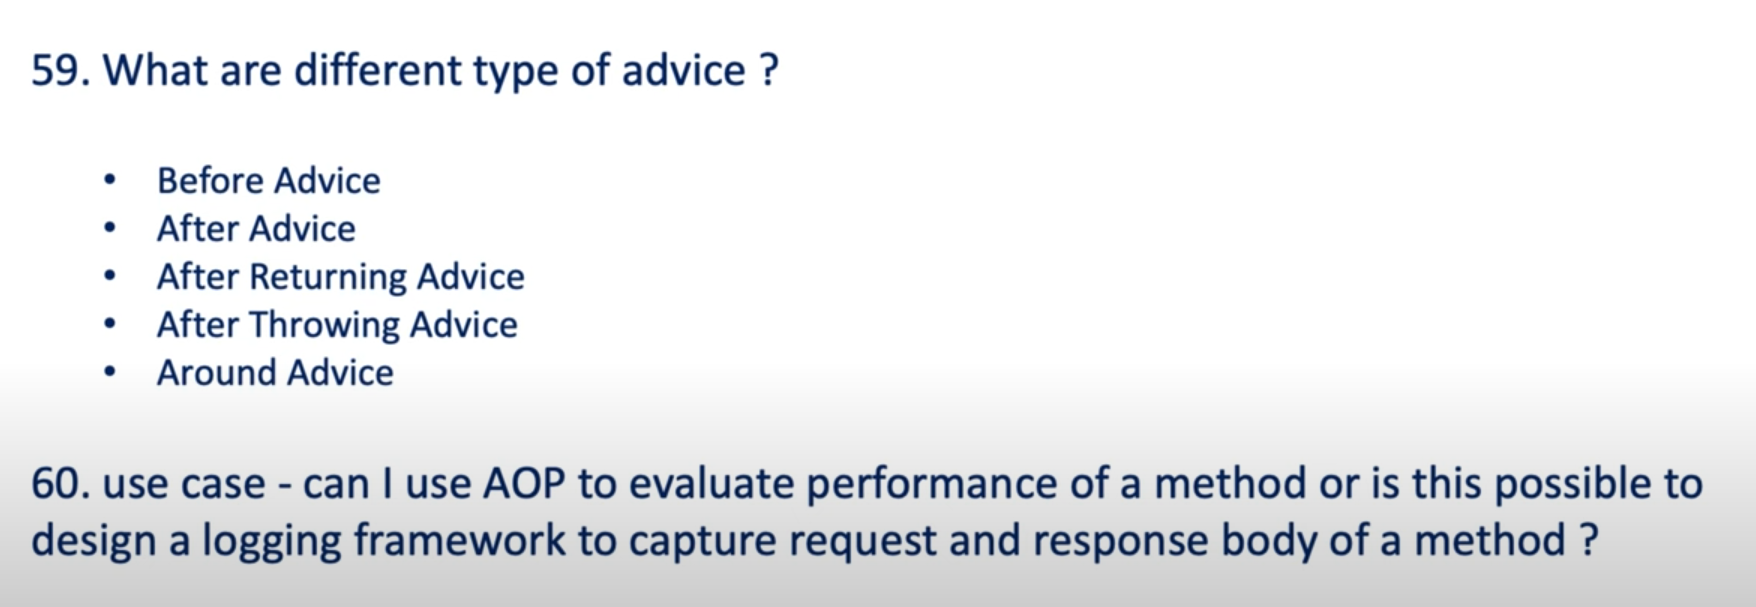 59. What are different type of advice ?
• Before Advice
• After Advice
• After Returning Advice
• After Throwing Advice
• Around Advice
60. use case - can I use AOP to evaluate performance of a method or is this possible to
design a logging framework to capture request and response body of a method ?